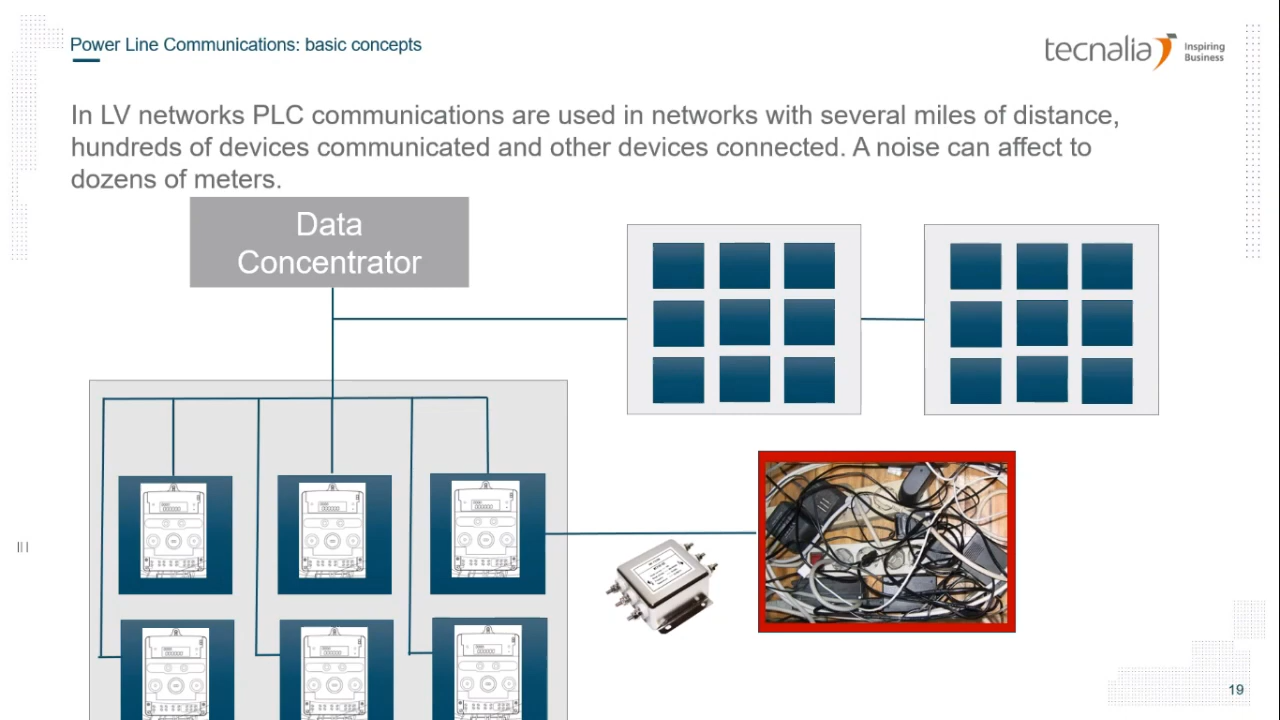 Power Line Communications: basic concepts
tecnalia
Inspiring
Business
In LV networks PLC communications are used in networks with several miles of distance,
hundreds of devices communicated and other devices connected. A noise can affect to
dozens of meters.
Data
Concentrator
19